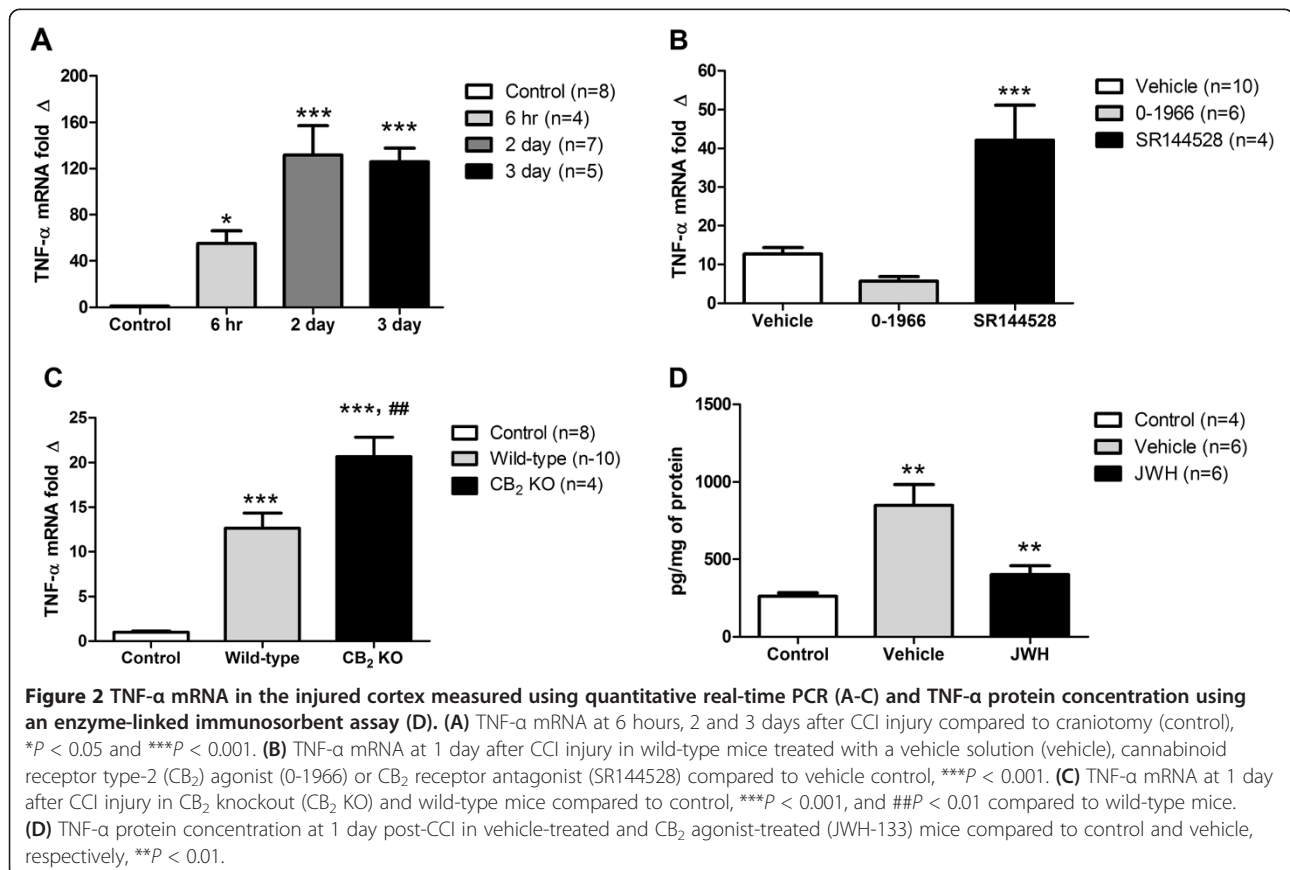 A
TNF-α mRNA fold Δ
200
160
120
80
40
0
*
***
***
Control
6 hr
2 day
3 day
Control (n=8)
6 hr (n=4)
2 day (n=7)
3 day (n=5)
B
TNF-α mRNA fold Δ
60
50
40
30
20
10
0
***
Vehicle
0-1966
SR144528
Vehicle (n=10)
0-1966 (n=6)
SR144528 (n=4)
C
TNF-α mRNA fold Δ
25
20
15
10
5
0
***
***, ##
Control
Wild-type
CB₂ KO
Control (n=8)
Wild-type (n-10)
CB₂ KO (n=4)
D
pg/mg of protein
1500
1000
500
0
**
**
Control
Vehicle
JWH
Control (n=4)
Vehicle (n=6)
JWH (n=6)
Figure 2 TNF-α mRNA in the injured cortex measured using quantitative real-time PCR (A-C) and TNF-α protein concentration using
an enzyme-linked immunosorbent assay (D). (A) TNF-α mRNA at 6 hours, 2 and 3 days after CCI injury compared to craniotomy (control),
*P < 0.05 and ***P < 0.001. (B) TNF-α mRNA at 1 day after CCI injury in wild-type mice treated with a vehicle solution (vehicle), cannabinoid
receptor type-2 (CB₂) agonist (0-1966) or CB₂ receptor antagonist (SR144528) compared to vehicle control, ***P < 0.001. (C) TNF-α mRNA at 1 day
after CCI injury in CB₂ knockout (CB₂ KO) and wild-type mice compared to control, ***P < 0.001, and ##P < 0.01 compared to wild-type mice.
(D) TNF-α protein concentration at 1 day post-CCI in vehicle-treated and CB₂ agonist-treated (JWH-133) mice compared to control and vehicle,
respectively, **P < 0.01.